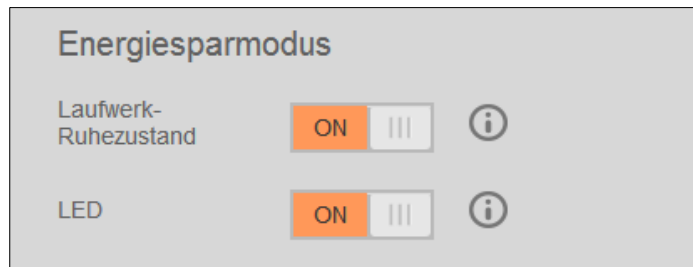 Energiesparmodus
Laufwerk-
Ruhezustand
ON
LED
ON